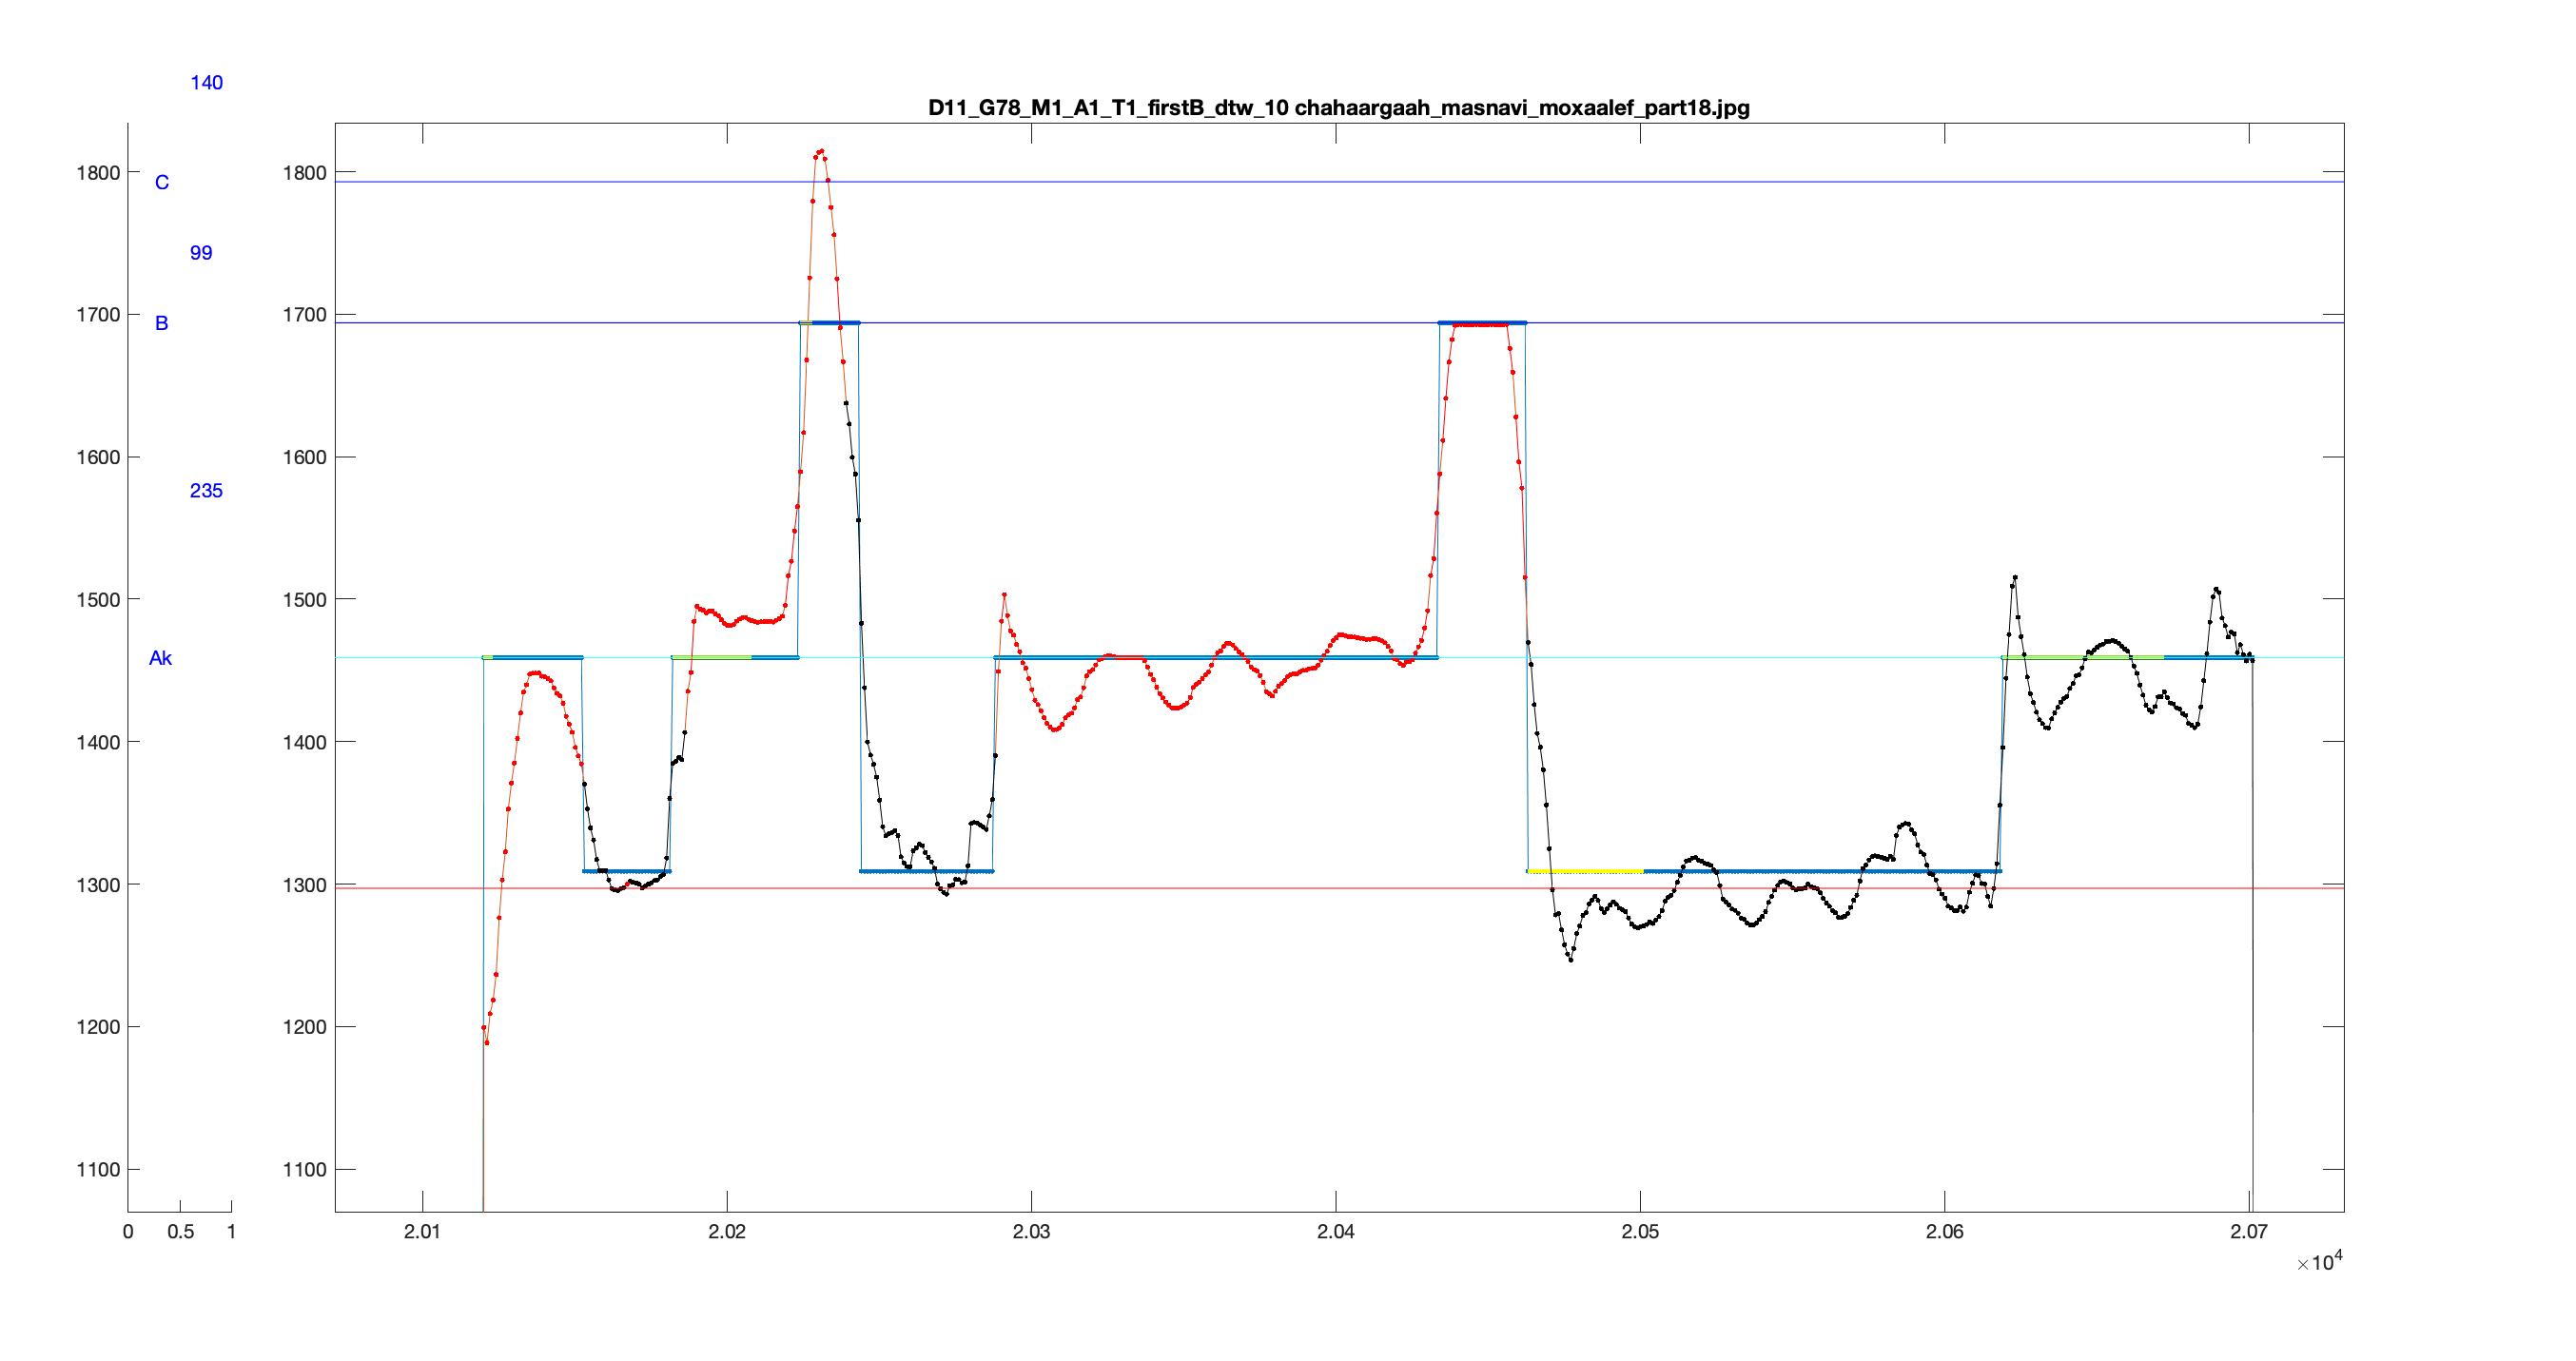 140
D11_G78_M1_A1_T1_firstB_dtw_10 chahaargaah_masnavi_moxaalef_part18.jpg
1800 C 1800
99
1700 B 1700
1600 1600
235
1500 1500
Ak
1400 1400
1300 1300
1200 1200
1100 1100
0 0.5 1 2.01 2.02 2.03 2.04 2.05 2.06 2.07
×10^4